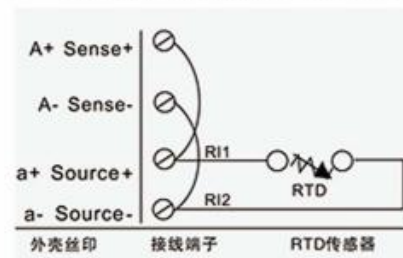 A+ Sense+
A- Sense-
a+ Source+
RI1
RTD
a- Source-
RI2
外壳丝印 接线端子 RTD传感器